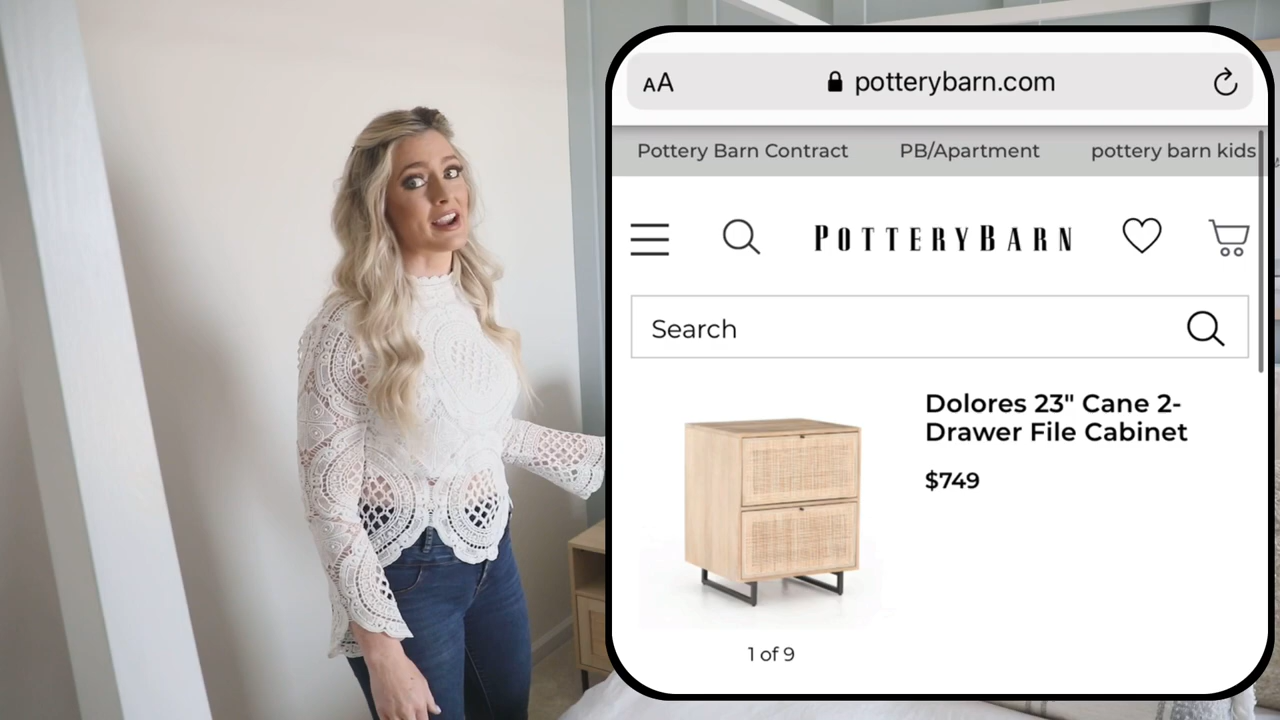 AA potterybarn.com
Pottery Barn Contract PB/Apartment pottery barn kids
POTTERYBARN
Search
Dolores 23" Cane 2-
Drawer File Cabinet
$749
1 of 9